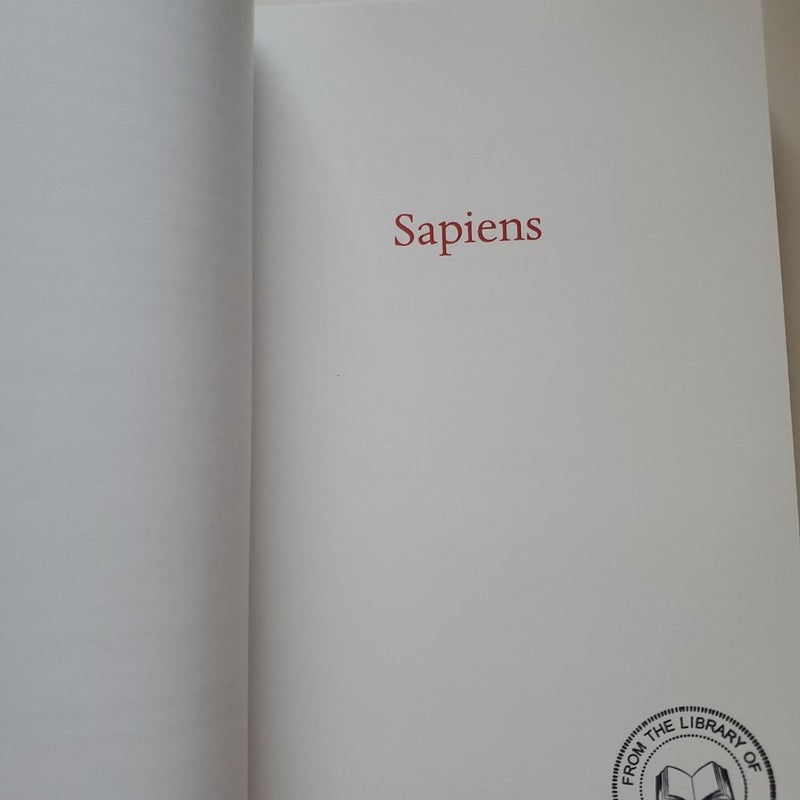 Sapiens
FROM THE LIBRARY OF